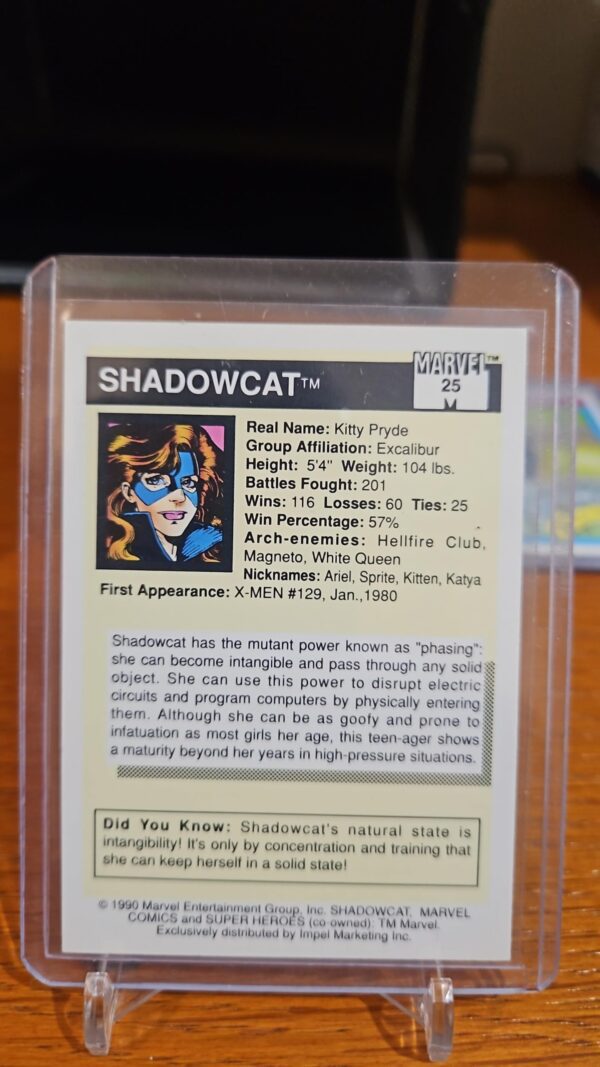 SHADOWCAT™
MARVEL™
25
Real Name: Kitty Pryde
Group Affiliation: Excalibur
Height: 5'4" Weight: 104 lbs.
Battles Fought: 201
Wins: 116 Losses: 60 Ties: 25
Win Percentage: 57%
Arch-enemies: Hellfire Club,
Magneto, White Queen
Nicknames: Ariel, Sprite, Kitten, Katya
First Appearance: X-MEN #129, Jan.,1980
Shadowcat has the mutant power known as "phasing":
she can become intangible and pass through any solid
object. She can use this power to disrupt electric
circuits and program computers by physically entering
them. Although she can be as goofy and prone to
infatuation as most girls her age, this teen-ager shows
a maturity beyond her years in high-pressure situations.
Did You Know: Shadowcat's natural state is
intangibility! It's only by concentration and training that
she can keep herself in a solid state!
© 1990 Marvel Entertainment Group, Inc. SHADOWCAT, MARVEL
COMICS and SUPER HEROES (co owned): TM Marvel.
Exclusively distributed by Impel Marketing Inc.